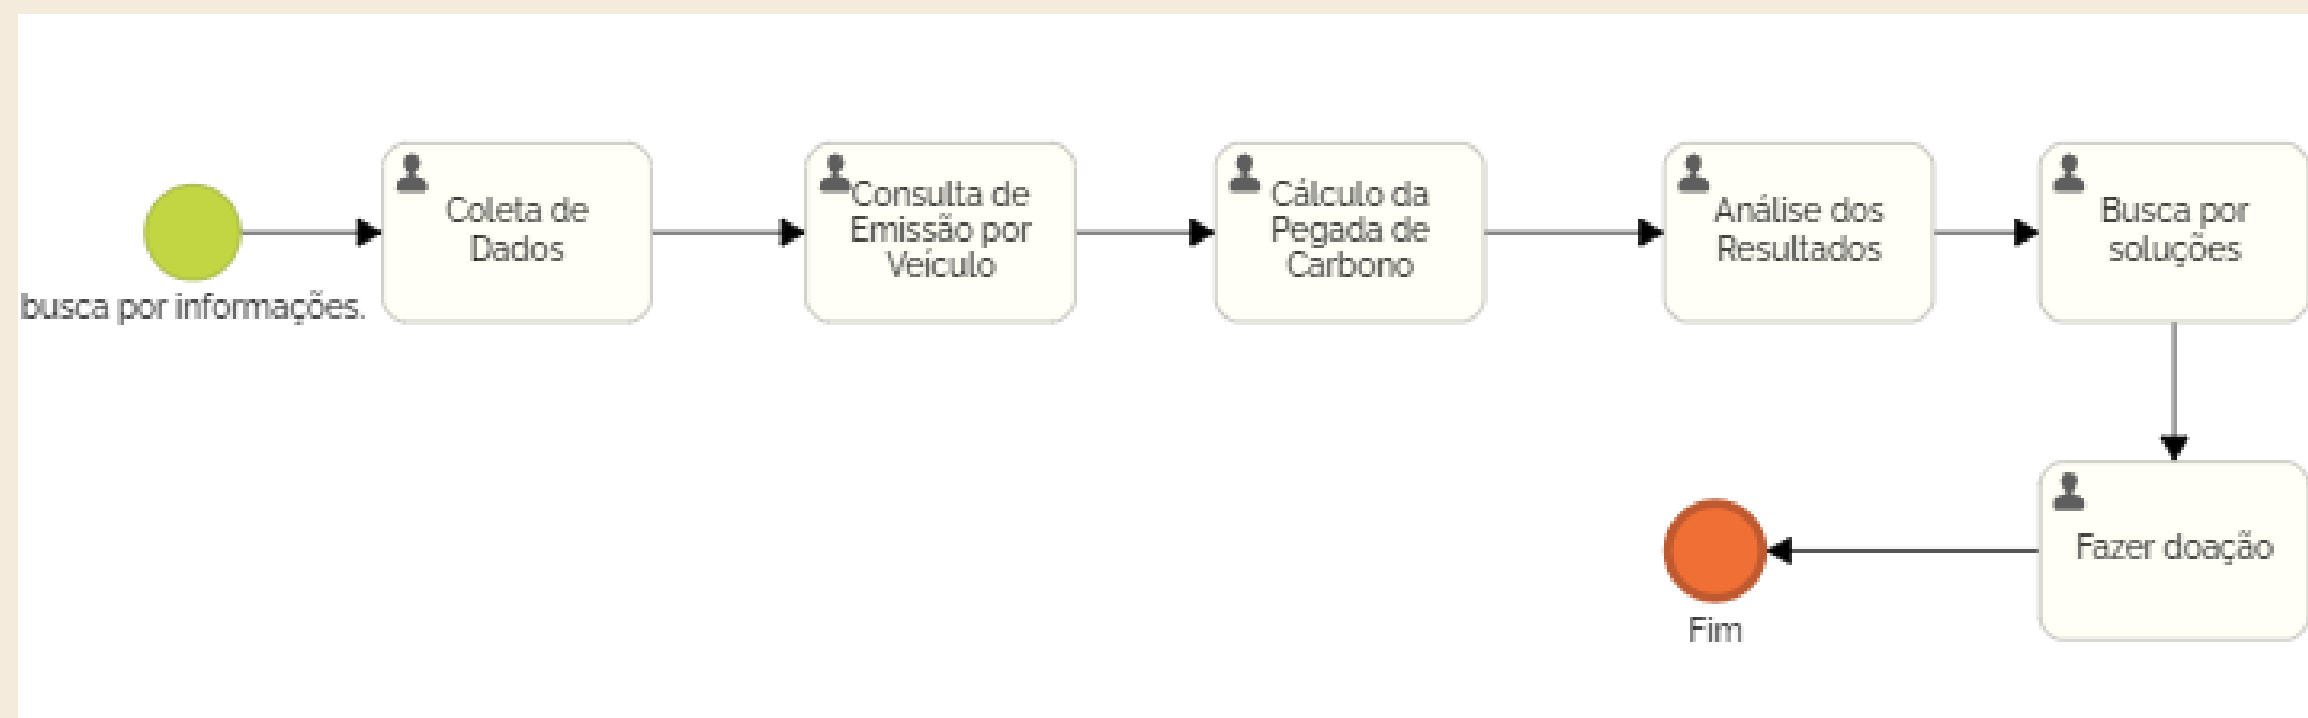 busca por informações.
Coleta de
Dados
Consulta de
Emissão por
Veículo
Cálculo da
Pegada de
Carbono
Análise dos
Resultados
Busca por
soluções
Fazer doação
Fim